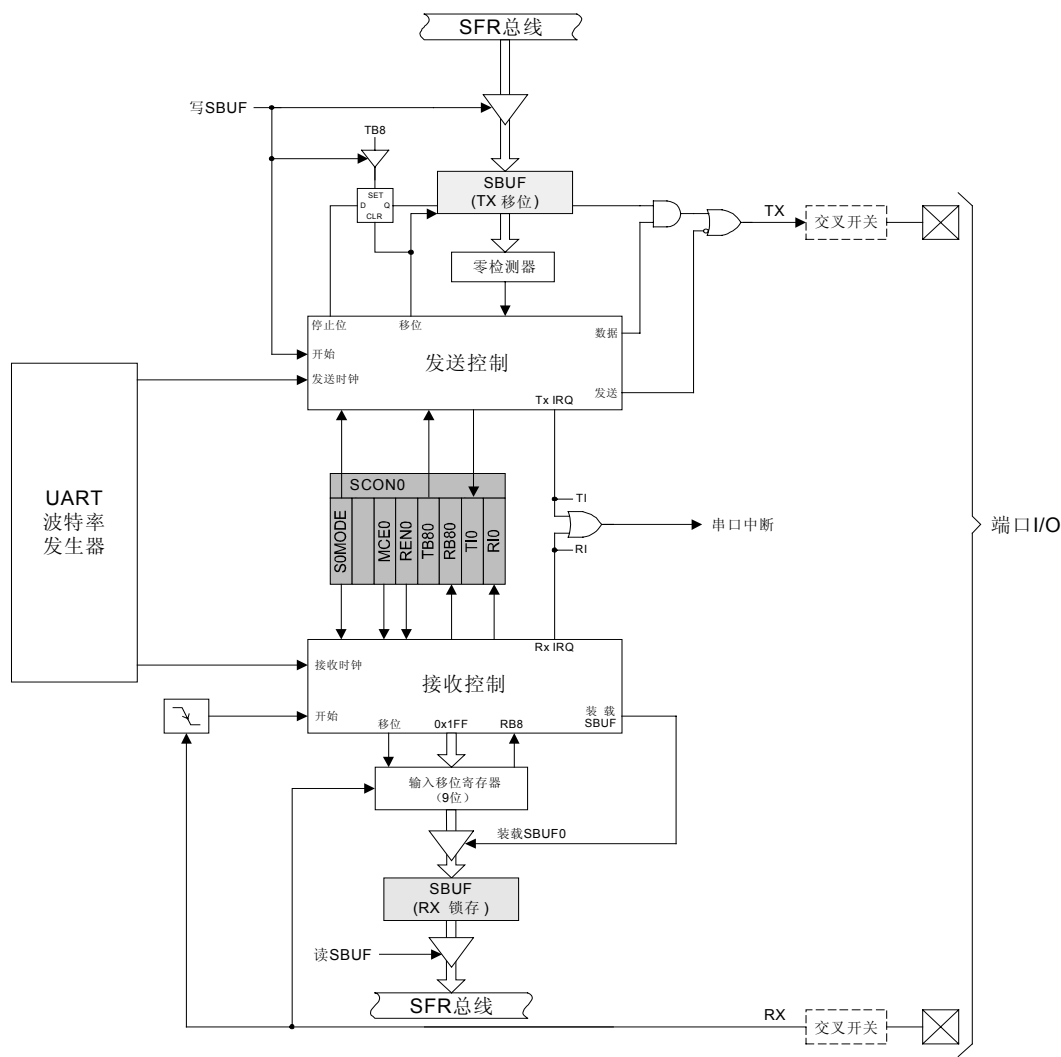 SFR总线
写SBUF
TB8
SET
D Q
CLR
SBUF
(TX 移位)
TX
交叉开关
零检测器
停止位
移位
数据
开始
发送控制
发送时钟
发送
Tx IRQ
UART
波特率
发生器
SCON0
S0MODE
MCE0
REN0
TB80
RB80
TI0
RI0
TI
串口中断
RI
端口I/O
Rx IRQ
接收时钟
接收控制
开始
移位
0x1FF
RB8
装 载
SBUF
输入移位寄存器
（9位）
装载SBUF0
SBUF
(RX 锁存)
读SBUF
SFR总线
RX
交叉开关